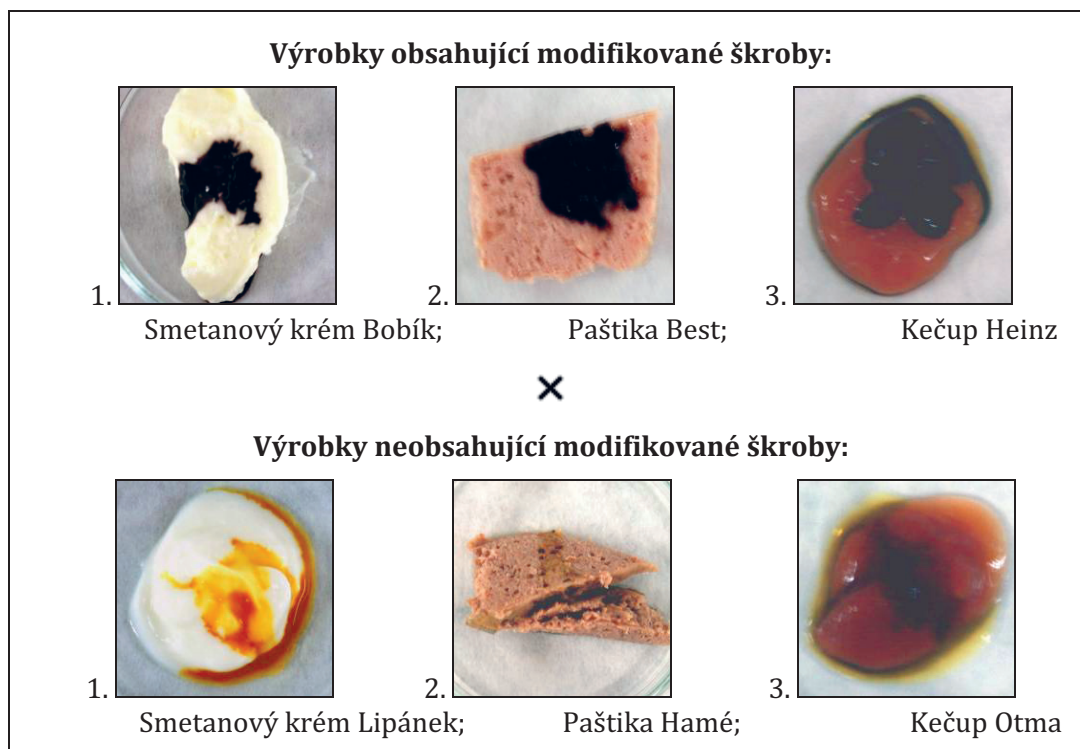 Výrobky obsahující modifikované škroby:
1. 2. 3.
Smetanový krém Bobík; Paštika Best; Kečup Heinz
×
Výrobky neobsahující modifikované škroby:
1. 2. 3.
Smetanový krém Lipánek; Paštika Hamé; Kečup Otma